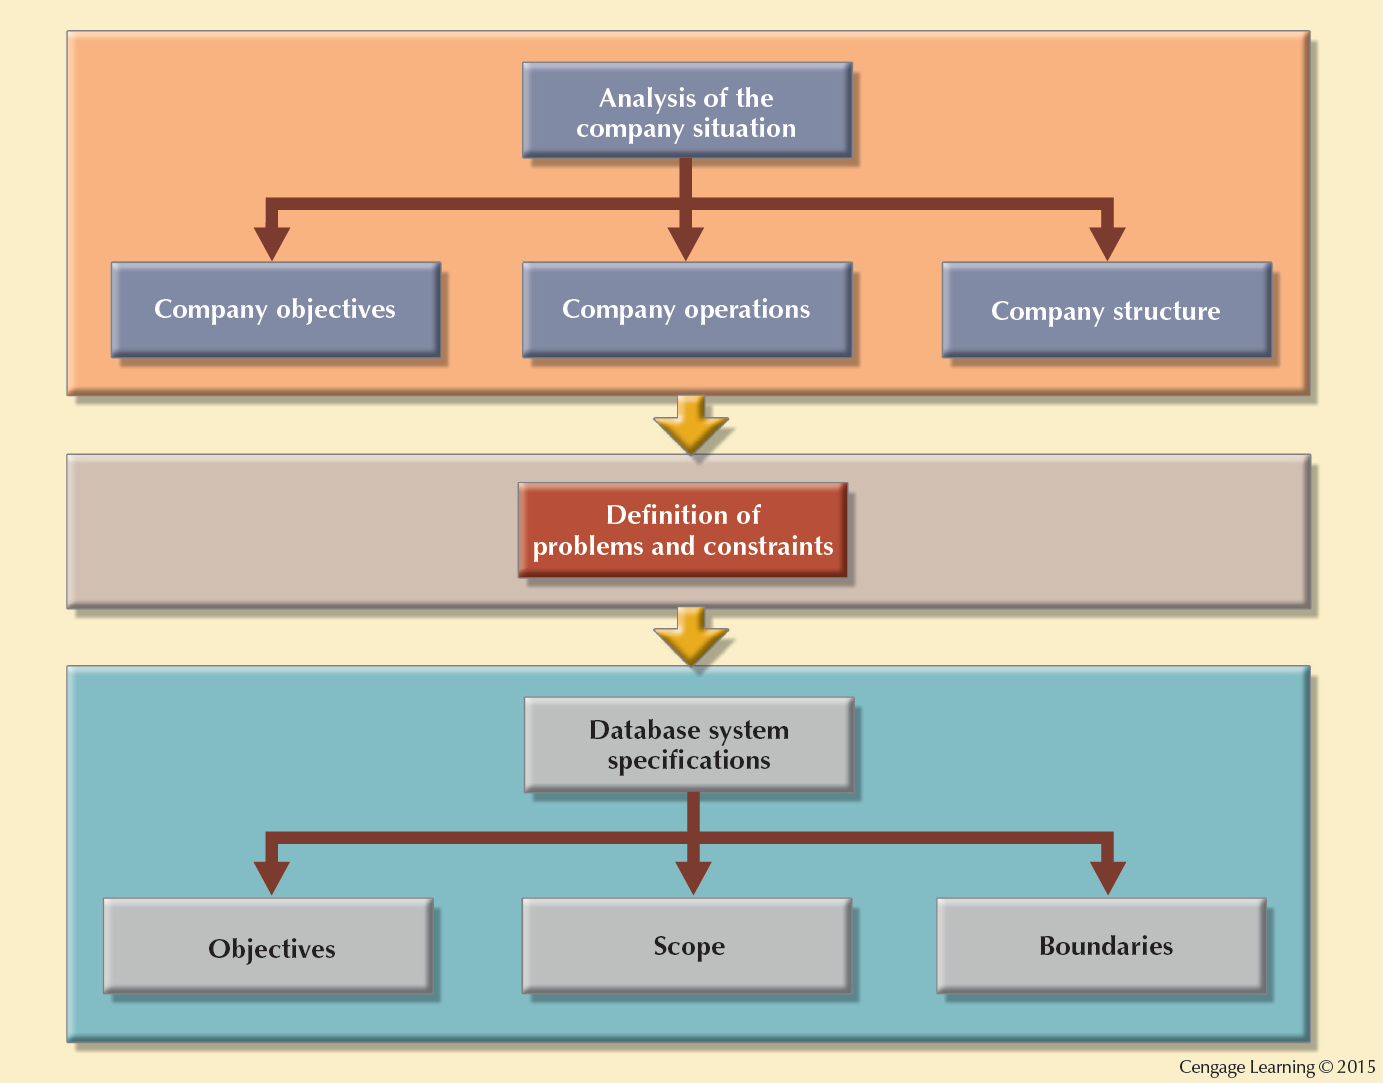 Analysis of the
company situation
Company objectives
Company operations
Company structure
Definition of
problems and constraints
Database system
specifications
Objectives
Scope
Boundaries
Cengage Learning © 2015